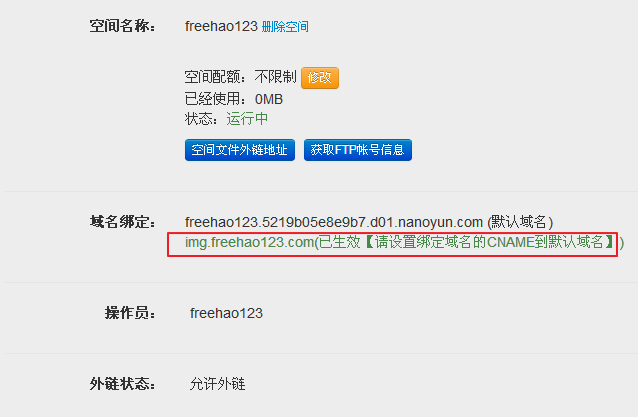 空间名称： freehao123 删除空间
空间配额：不限制 修改
已经使用：0MB
状态：运行中
空间文件外链地址 获取FTP帐号信息
域名绑定： freehao123.5219b05e8e9b7.d01.nanoyun.com (默认域名)
img.freehao123.com(已生效【请设置绑定域名的CNAME到默认域名】)
操作员： freehao123
外链状态： 允许外链